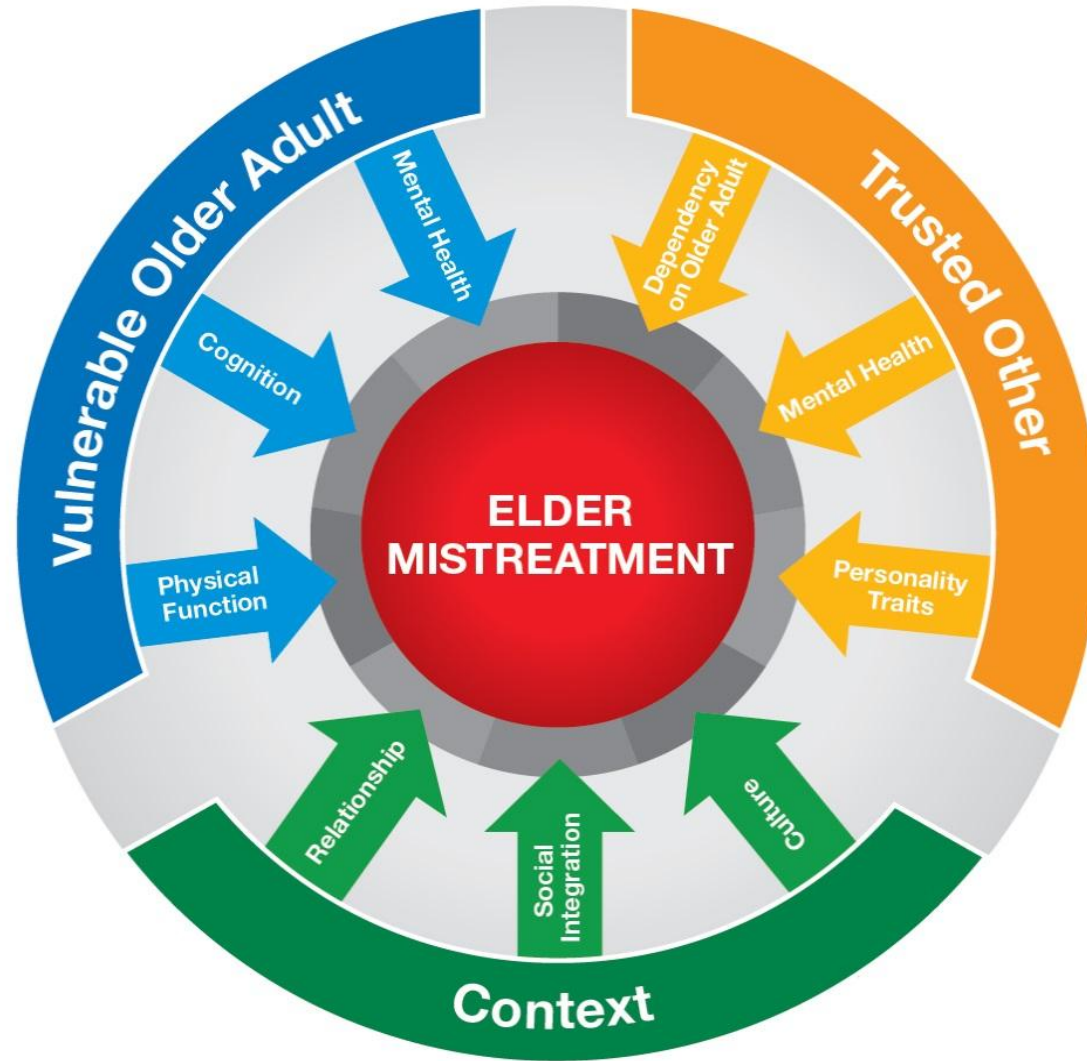 Vulnerable Older Adult
Mental Health
Cognition
Physical
Function
Trusted Other
Dependency
on Older Adult
Mental Health
Personality
Traits
ELDER
MISTREATMENT
Relationship
Social
Integration
Culture
Context